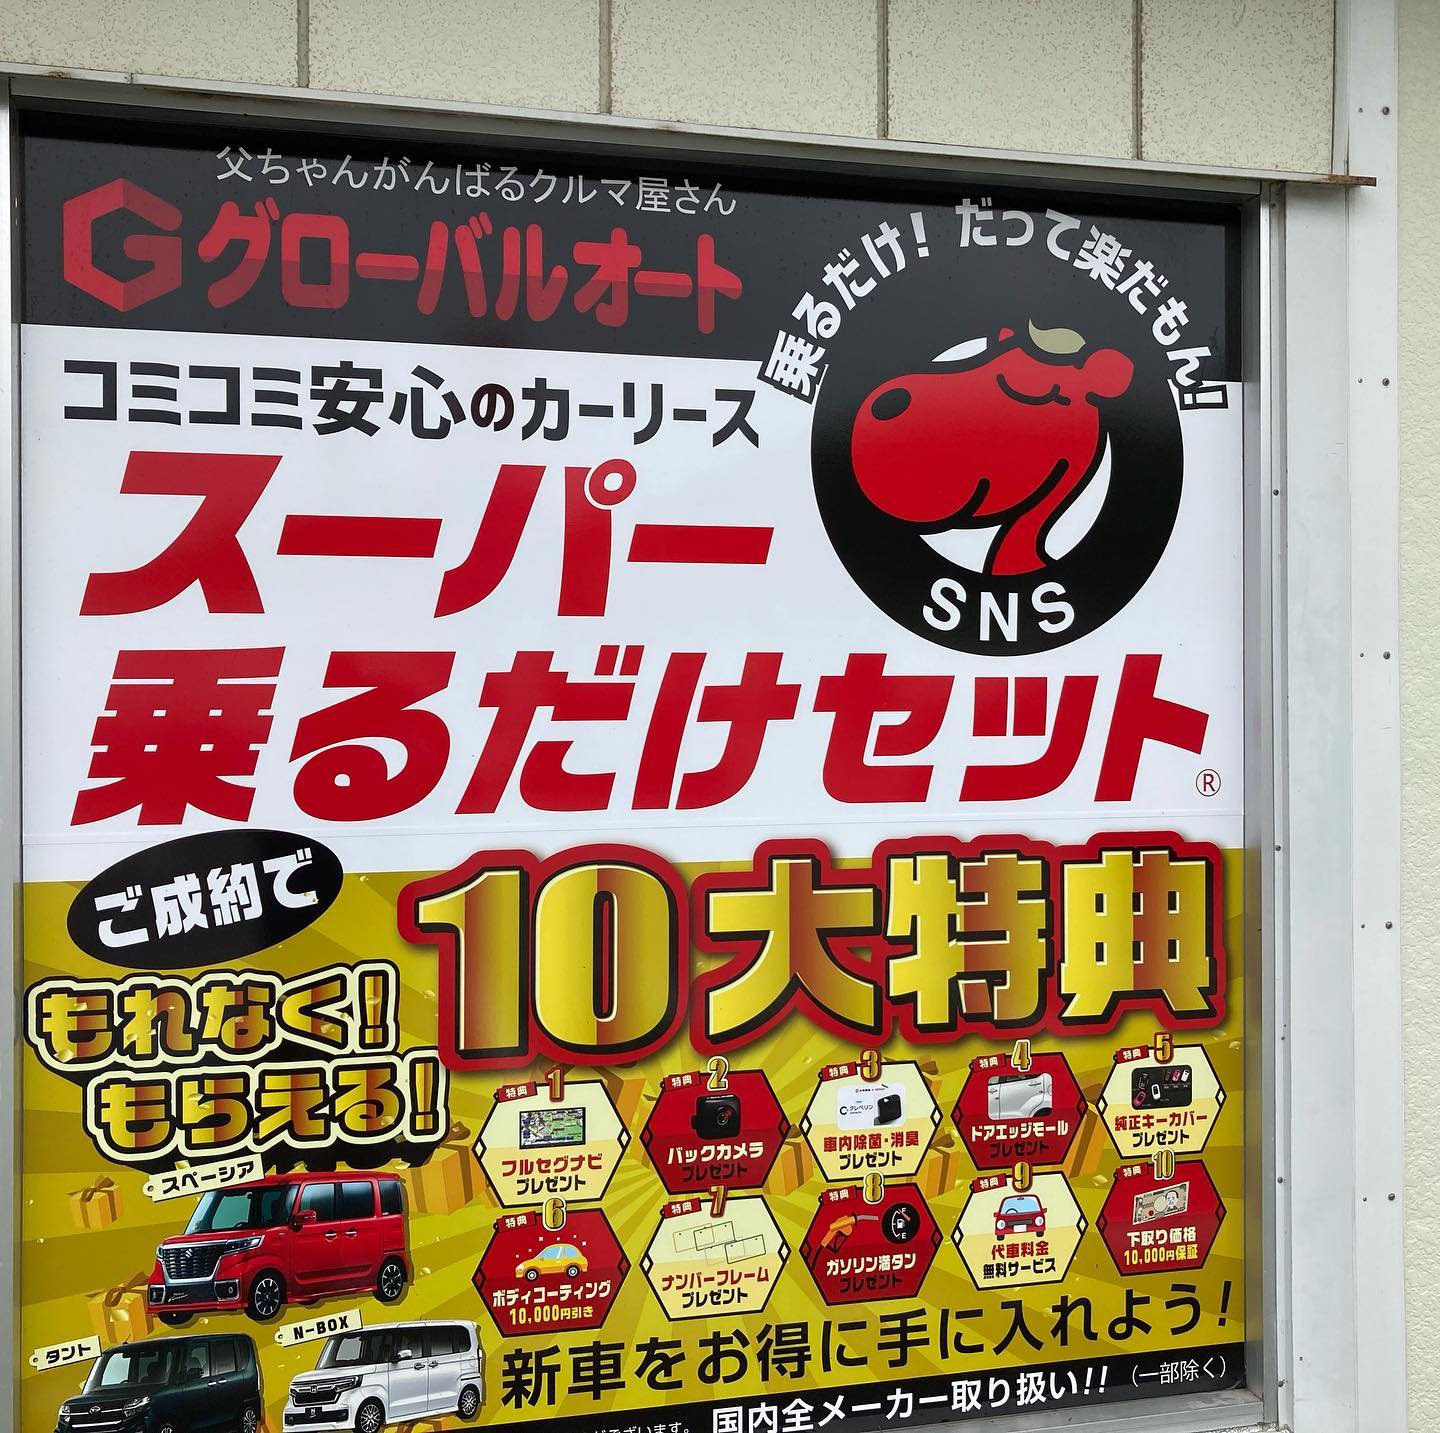 父ちゃんがんばるクルマ屋さん
G グローバルオート
乗るだけ! だって楽だもん!
コミコミ安心のカーリース
スーパー
乗るだけセット®
SNS
ご成約で
もれなく!
もらえる!
10大特典
特典 1
フルセグナビ
プレゼント
特典 2
バックカメラ
プレゼント
特典 3
クレベリン
車内除菌・消臭
プレゼント
特典 4
ドアエッジモール
プレゼント
特典 5
純正キーカバー
プレゼント
特典 6
ボディコーティング
10,000円引き
特典 7
ナンバーフレーム
プレゼント
特典 8
ガソリン満タン
プレゼント
特典 9
代車料金
無料サービス
特典 10
下取り価格
10,000円保証
スペーシア
タント
N-BOX
新車をお得に手に入れよう!
国内全メーカー取り扱い!! (一部除く)
ございます。